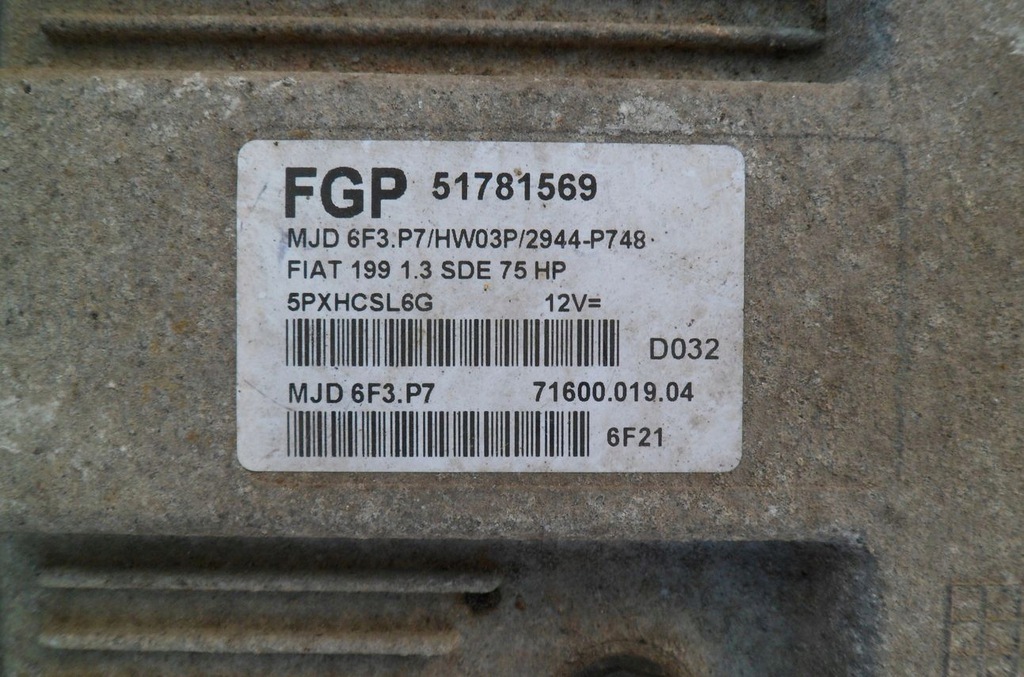 FGP 51781569
MJD 6F3.P7/HW03P/2944-P748
FIAT 199 1.3 SDE 75 HP
5PXHCSL6G 12V=
D032
MJD 6F3.P7 71600.019.04
6F21